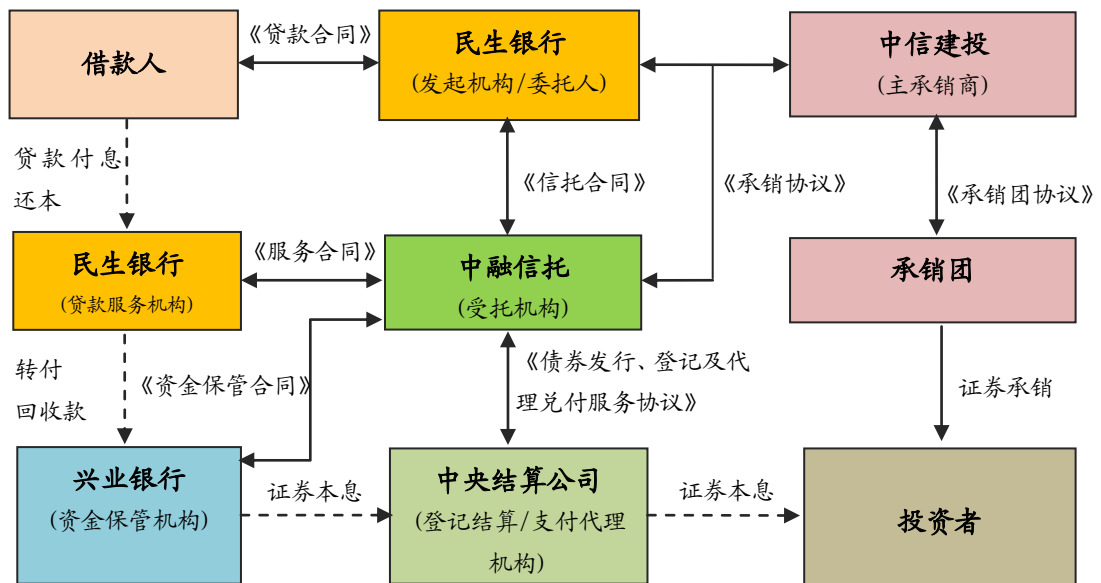 借款人
《贷款合同》
民生银行
(发起机构/委托人)
中信建投
(主承销商)
贷款付息
还本
《信托合同》
《承销协议》
《承销团协议》
民生银行
(贷款服务机构)
《服务合同》
中融信托
(受托机构)
承销团
转付
回收款
《资金保管合同》
《债券发行、登记及代
理兑付服务协议》
证券承销
兴业银行
(资金保管机构)
证券本息
中央结算公司
(登记结算/支付代理
机构)
证券本息
投资者